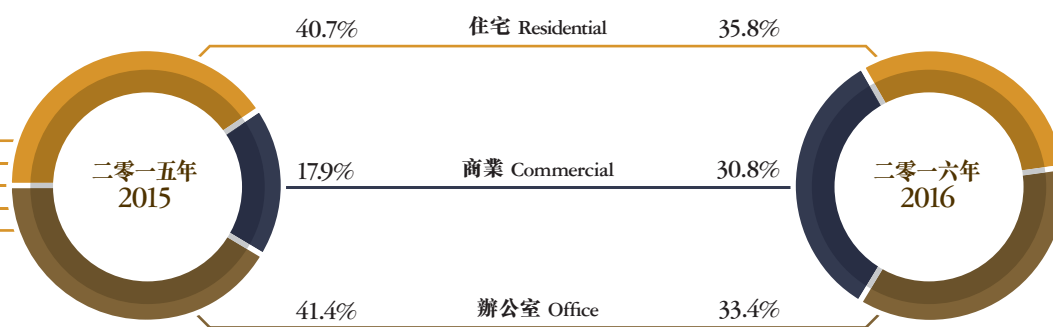 40.7% 住宅 Residential 35.8%
二零一五年
2015
17.9% 商業 Commercial 30.8%
二零一六年
2016
41.4% 辦公室 Office 33.4%